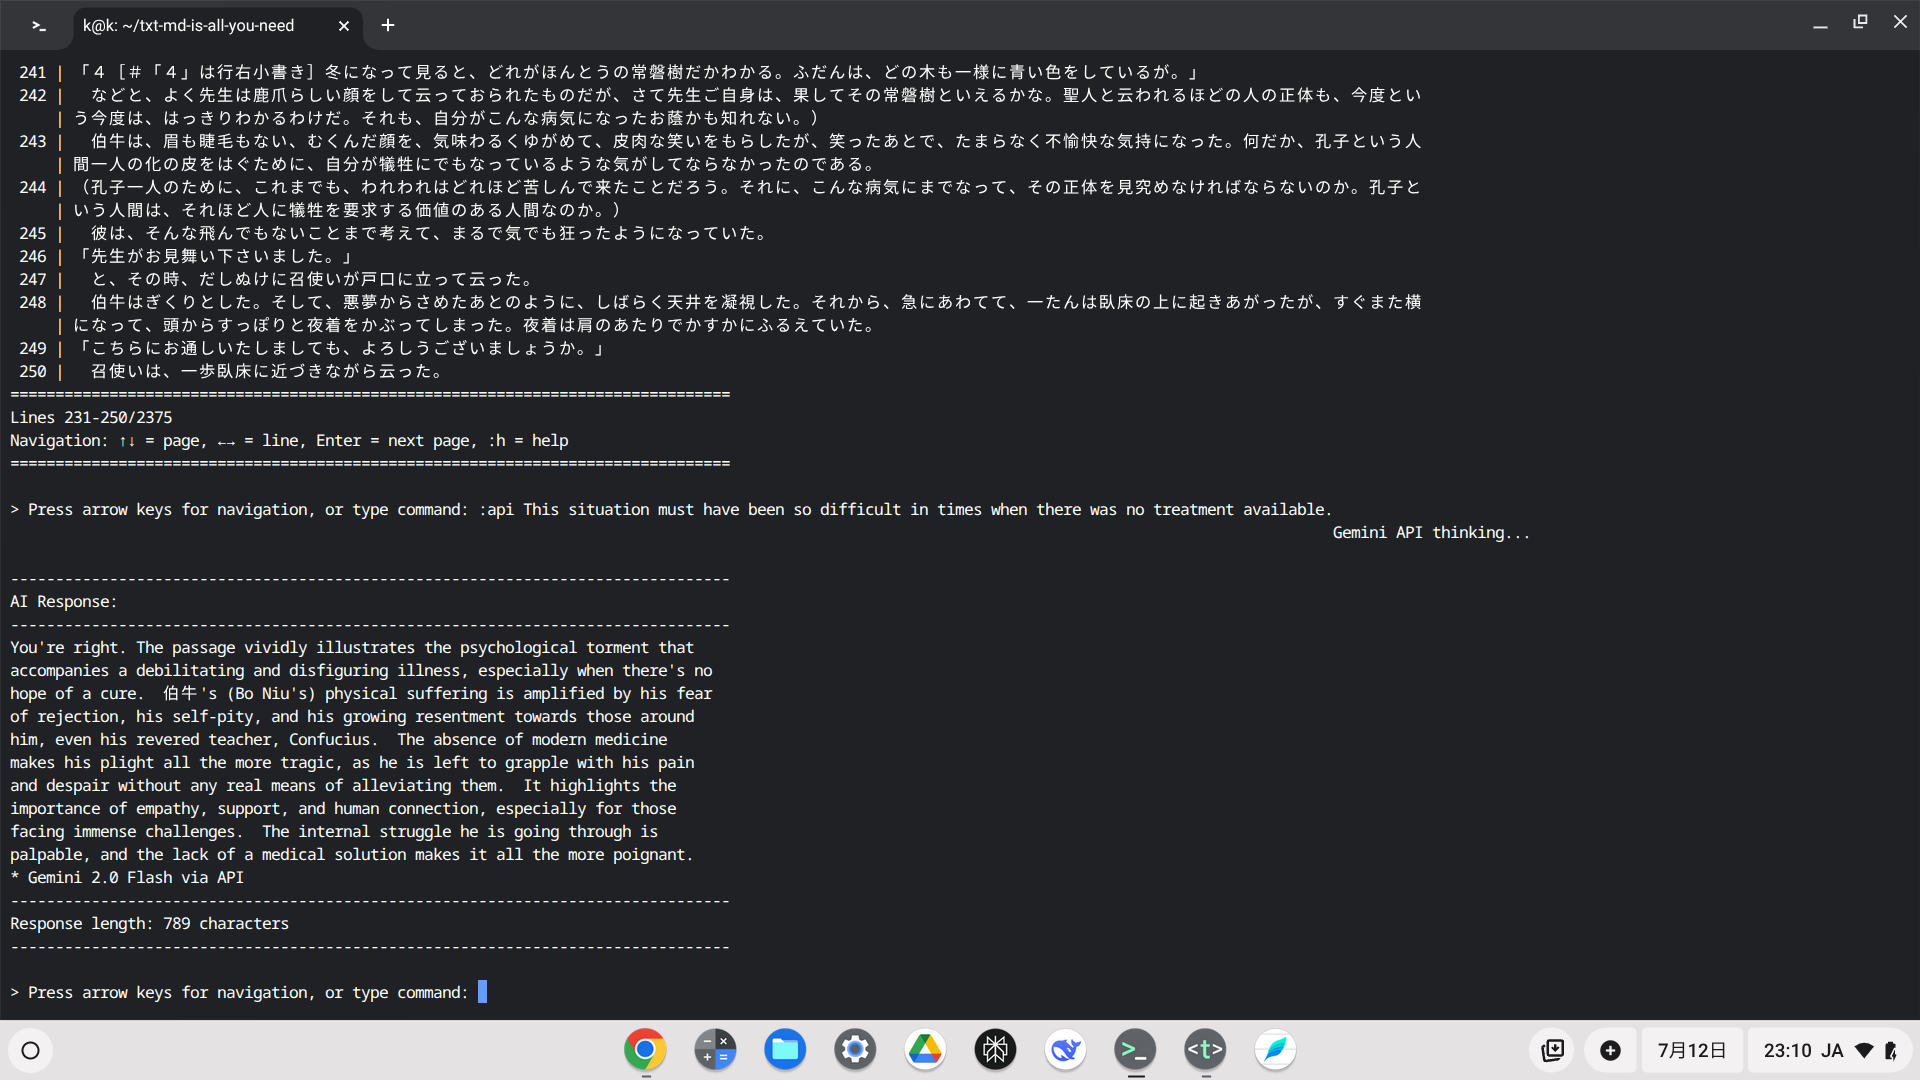 k@k: ~/txt-md-is-all-you-need
241 | 「４［＃「４」は行右小書き］冬になって見ると、どれがほんとうの常磐樹だかわかる。ふだんは、どの木も一様に青い色をしているが。」
242 |　などと、よく先生は鹿爪らしい顔をして云っておられたものだが、さて先生ご自身は、果してその常磐樹といえるかな。聖人と云われるほどの人の正体も、今度とい
| う今度は、はっきりわかるわけだ。それも、自分がこんな病気になったお蔭かも知れない。）
243 |　伯牛は、眉も睫毛もない、むくんだ顔を、気味わるくゆがめて、皮肉な笑いをもらしたが、笑ったあとで、たまらなく不愉快な気持になった。何だか、孔子という人
| 間一人の化の皮をはぐために、自分が犠牲にでもなっているような気がしてならなかったのである。
244 | （孔子一人のために、これまでも、われわれはどれほど苦しんで来たことだろう。それに、こんな病気にまでなって、その正体を見究めなければならないのか。孔子と
| いう人間は、それほど人に犠牲を要求する価値のある人間なのか。）
245 |　彼は、そんな飛んでもないことまで考えて、まるで気でも狂ったようになっていた。
246 | 「先生がお見舞い下さいました。」
247 |　と、その時、だしぬけに召使いが戸口に立って云った。
248 |　伯牛はぎくりとした。そして、悪夢からさめたあとのように、しばらく天井を凝視した。それから、急にあわてて、一たんは臥床の上に起きあがったが、すぐまた横
| になって、頭からすっぽりと夜着をかぶってしまった。夜着は肩のあたりでかすかにふるえていた。
249 | 「こちらにお通しいたしましても、よろしうございましょうか。」
250 |　召使いは、一歩臥床に近づきながら云った。
================================================================================
Lines 231-250/2375
Navigation: ↑↓ = page, ←→ = line, Enter = next page, :h = help
================================================================================
> Press arrow keys for navigation, or type command: :api This situation must have been so difficult in times when there was no treatment available.
Gemini API thinking...
--------------------------------------------------------------------------------
AI Response:
--------------------------------------------------------------------------------
You're right. The passage vividly illustrates the psychological torment that
accompanies a debilitating and disfiguring illness, especially when there's no
hope of a cure.  伯牛's (Bo Niu's) physical suffering is amplified by his fear
of rejection, his self-pity, and his growing resentment towards those around
him, even his revered teacher, Confucius.  The absence of modern medicine
makes his plight all the more tragic, as he is left to grapple with his pain
and despair without any real means of alleviating them.  It highlights the
importance of empathy, support, and human connection, especially for those
facing immense challenges.  The internal struggle he is going through is
palpable, and the lack of a medical solution makes it all the more poignant.
* Gemini 2.0 Flash via API
--------------------------------------------------------------------------------
Response length: 789 characters
--------------------------------------------------------------------------------
> Press arrow keys for navigation, or type command:
<t>
7月12日
23:10 JA